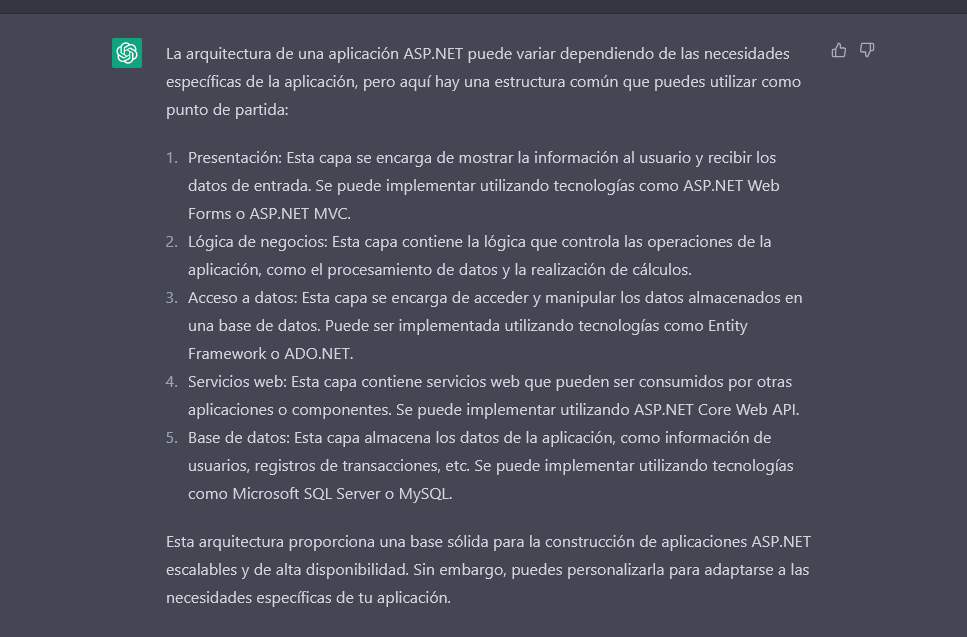 La arquitectura de una aplicación ASP.NET puede variar dependiendo de las necesidades
específicas de la aplicación, pero aquí hay una estructura común que puedes utilizar como
punto de partida:
1. Presentación: Esta capa se encarga de mostrar la información al usuario y recibir los
datos de entrada. Se puede implementar utilizando tecnologías como ASP.NET Web
Forms o ASP.NET MVC.
2. Lógica de negocios: Esta capa contiene la lógica que controla las operaciones de la
aplicación, como el procesamiento de datos y la realización de cálculos.
3. Acceso a datos: Esta capa se encarga de acceder y manipular los datos almacenados en
una base de datos. Puede ser implementada utilizando tecnologías como Entity
Framework o ADO.NET.
4. Servicios web: Esta capa contiene servicios web que pueden ser consumidos por otras
aplicaciones o componentes. Se puede implementar utilizando ASP.NET Core Web API.
5. Base de datos: Esta capa almacena los datos de la aplicación, como información de
usuarios, registros de transacciones, etc. Se puede implementar utilizando tecnologías
como Microsoft SQL Server o MySQL.
Esta arquitectura proporciona una base sólida para la construcción de aplicaciones ASP.NET
escalables y de alta disponibilidad. Sin embargo, puedes personalizarla para adaptarse a las
necesidades específicas de tu aplicación.